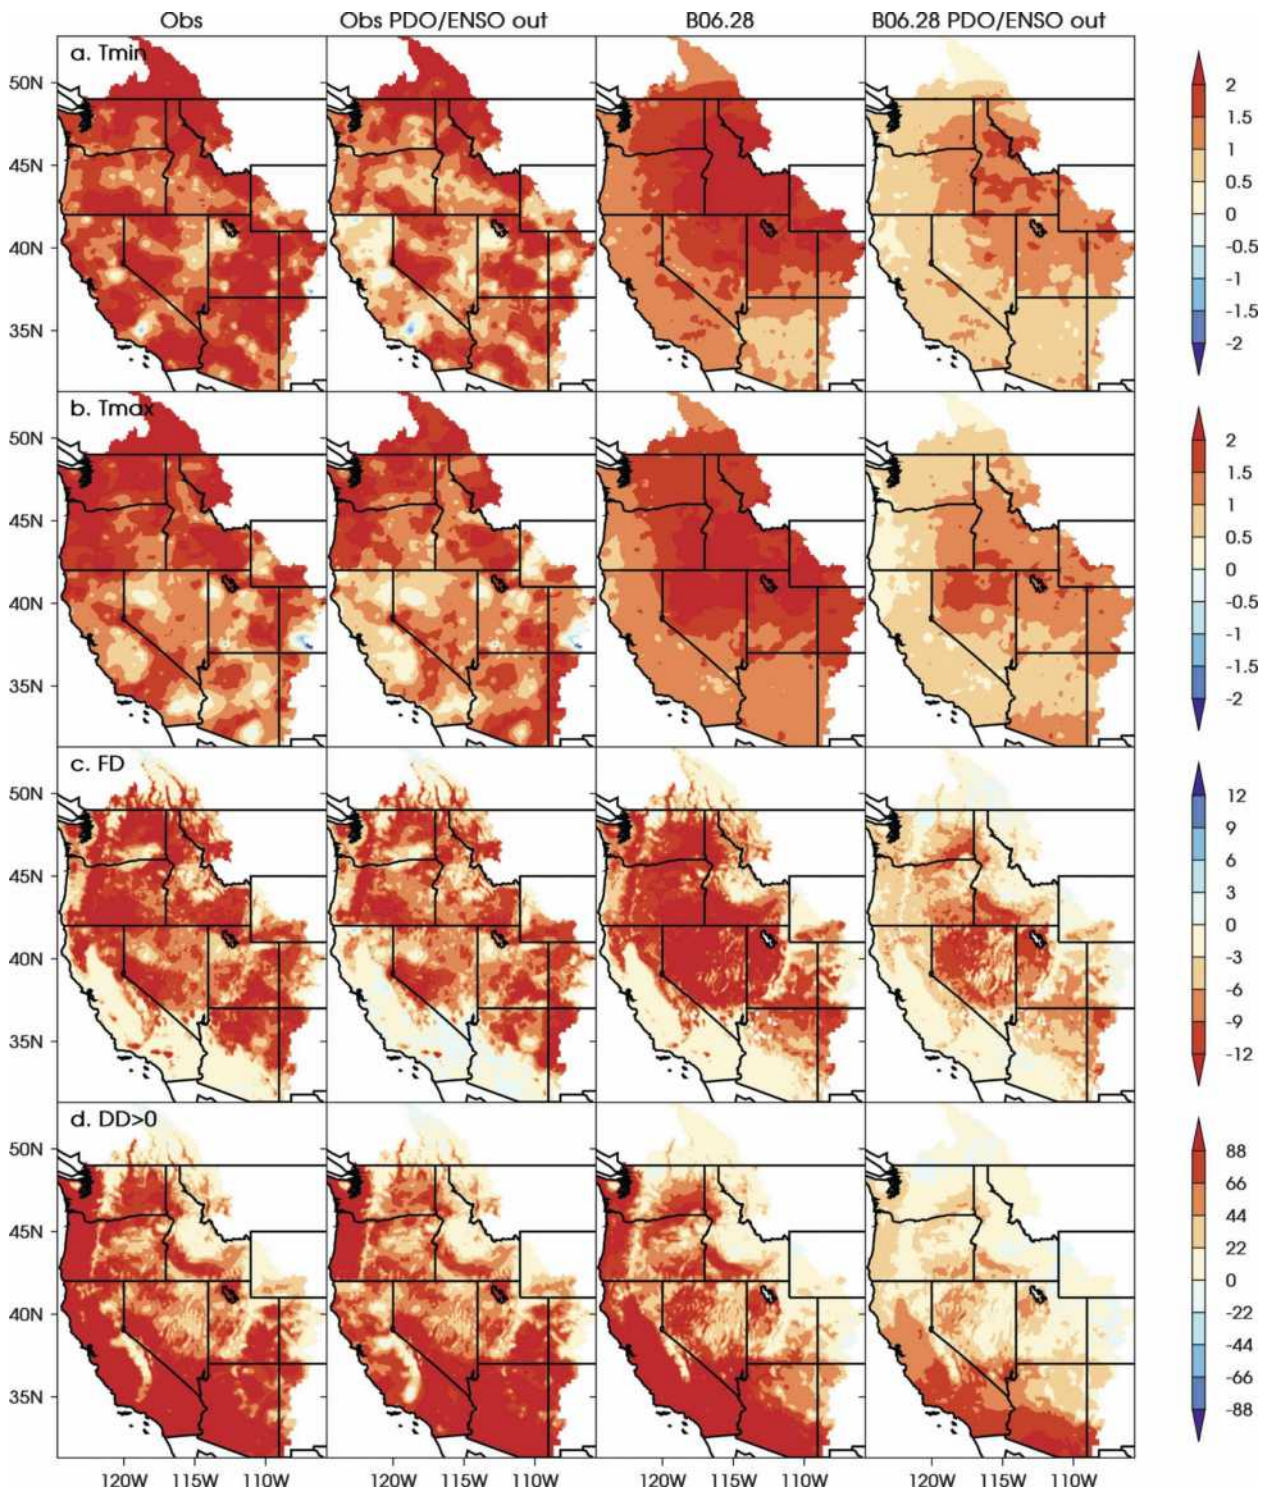 Obs Obs PDO/ENSO out B06.28 B06.28 PDO/ENSO out
a. Tmin
50N
45N
40N
35N
2
1.5
1
0.5
0
-0.5
-1
-1.5
-2
b. Tmax
50N
45N
40N
35N
2
1.5
1
0.5
0
-0.5
-1
-1.5
-2
c. FD
50N
45N
40N
35N
12
9
6
3
0
-3
-6
-9
-12
d. DD>0
50N
45N
40N
35N
88
66
44
22
0
-22
-44
-66
-88
120W 115W 110W 120W 115W 110W 120W 115W 110W 120W 115W 110W